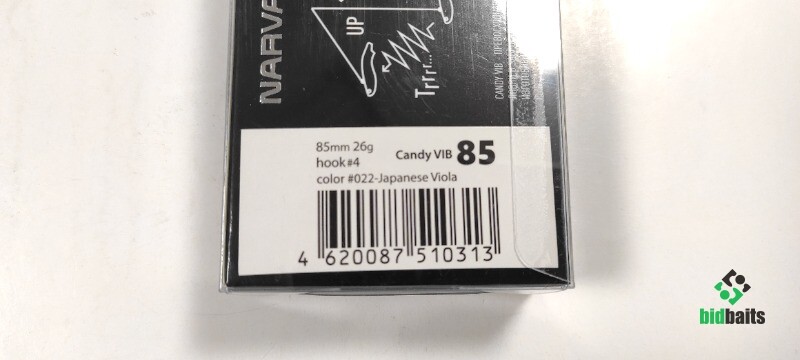 NARVA
UP
Trrr...
CANDY VIB
85mm 26g
hook#4
Candy VIB 85
color #022-Japanese Viola
4 620087 510313
bidbaits